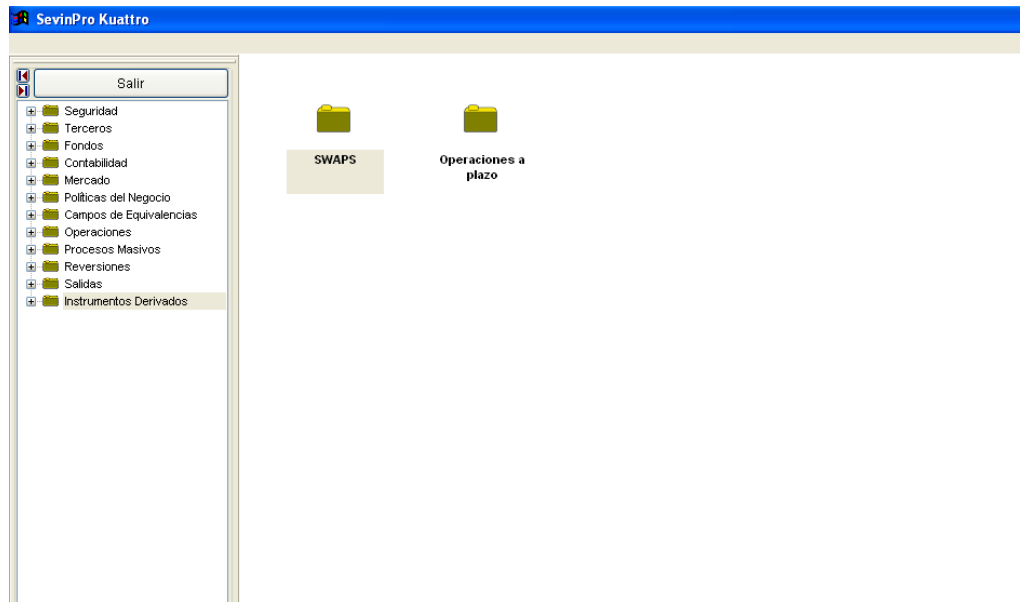 SevinPro Kuattro
Salir
Seguridad
Terceros
Fondos
Contabilidad
Mercado
Políticas del Negocio
Campos de Equivalencias
Operaciones
Procesos Masivos
Reversiones
Salidas
Instrumentos Derivados
SWAPS
Operaciones a
plazo